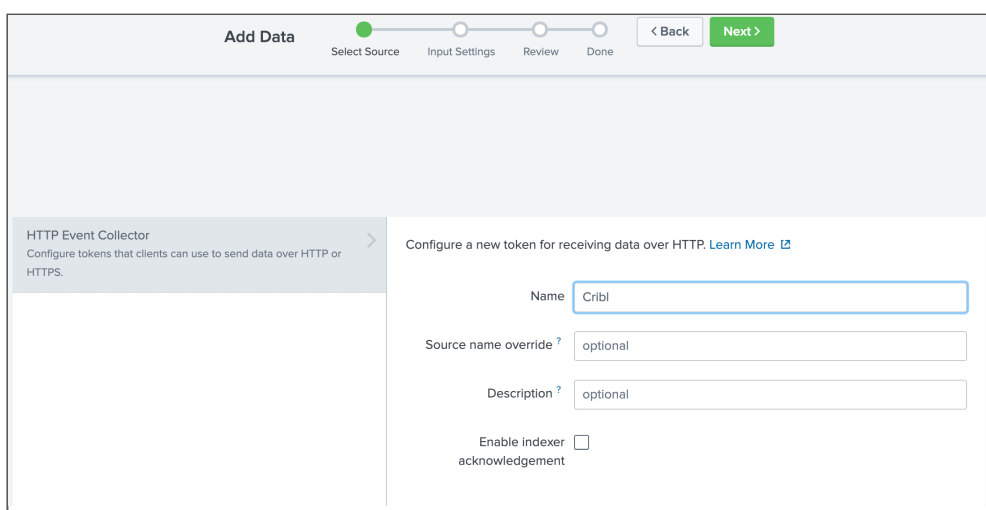 Add Data
Select Source
Input Settings
Review
Done
< Back
Next >
HTTP Event Collector
Configure tokens that clients can use to send data over HTTP or
HTTPS.
Configure a new token for receiving data over HTTP. Learn More
Name
Cribl
Source name override ?
optional
Description ?
optional
Enable indexer
acknowledgement